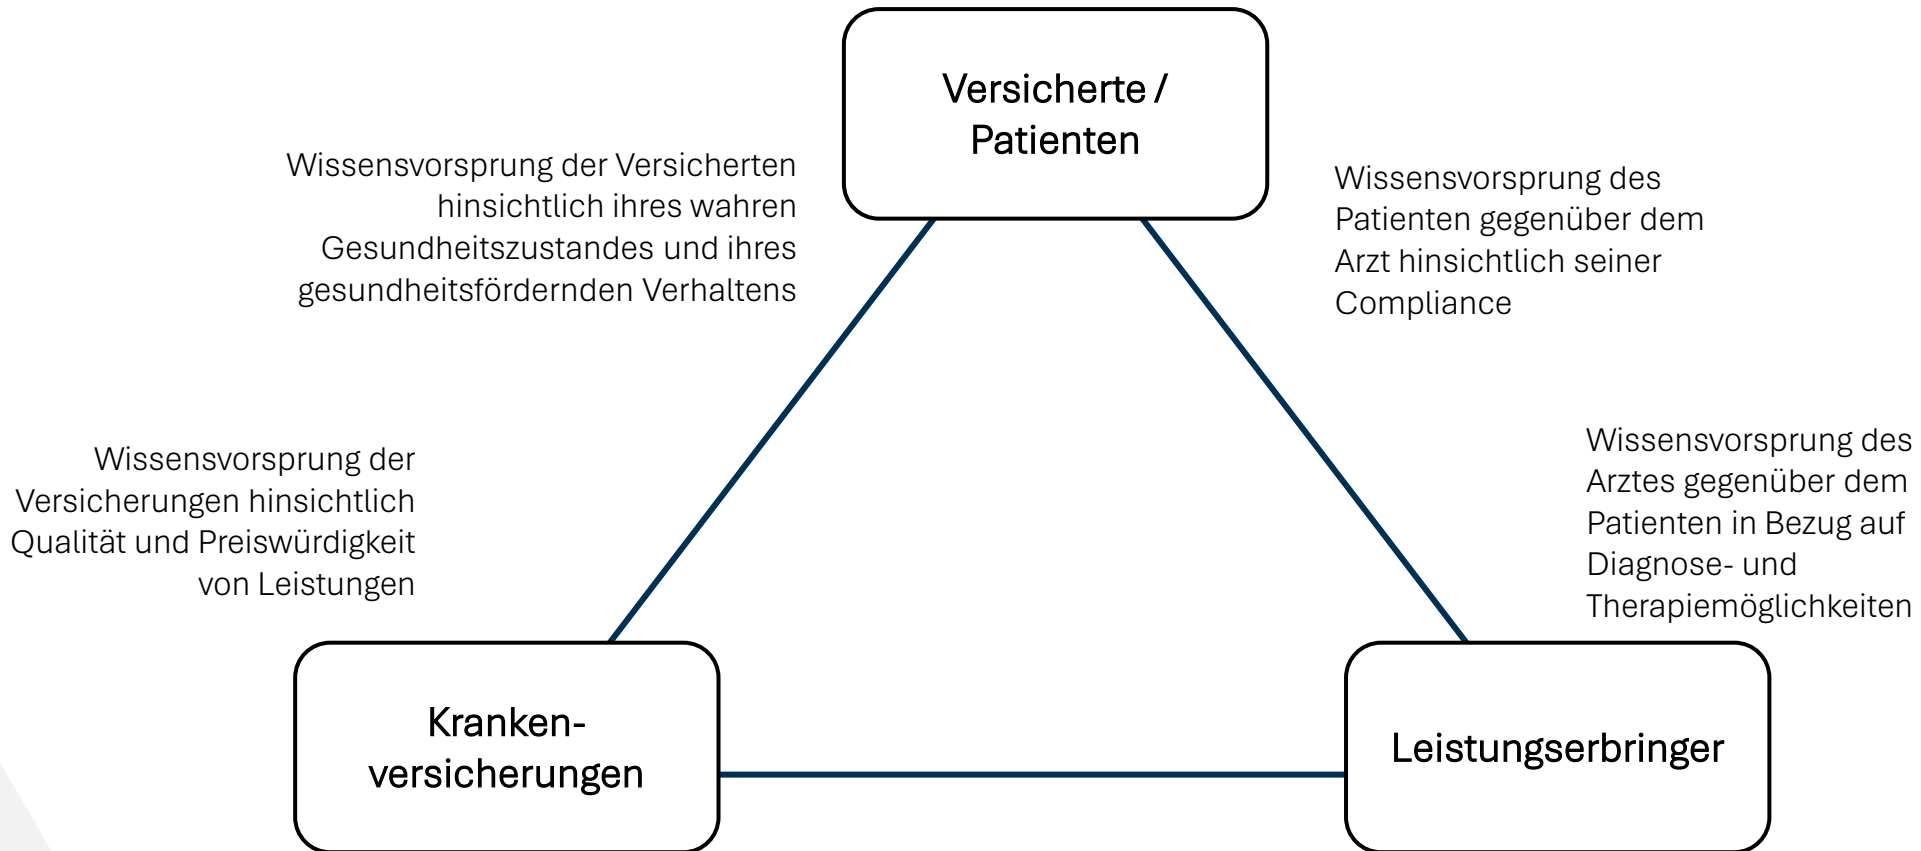 Versicherte /
Patienten
Wissensvorsprung der Versicherten
hinsichtlich ihres wahren
Gesundheitszustandes und ihres
gesundheitsfördernden Verhaltens
Wissensvorsprung des
Patienten gegenüber dem
Arzt hinsichtlich seiner
Compliance
Wissensvorsprung der
Versicherungen hinsichtlich
Qualität und Preiswürdigkeit
von Leistungen
Wissensvorsprung des
Arztes gegenüber dem
Patienten in Bezug auf
Diagnose- und
Therapiemöglichkeiten
Kranken-
versicherungen
Leistungserbringer